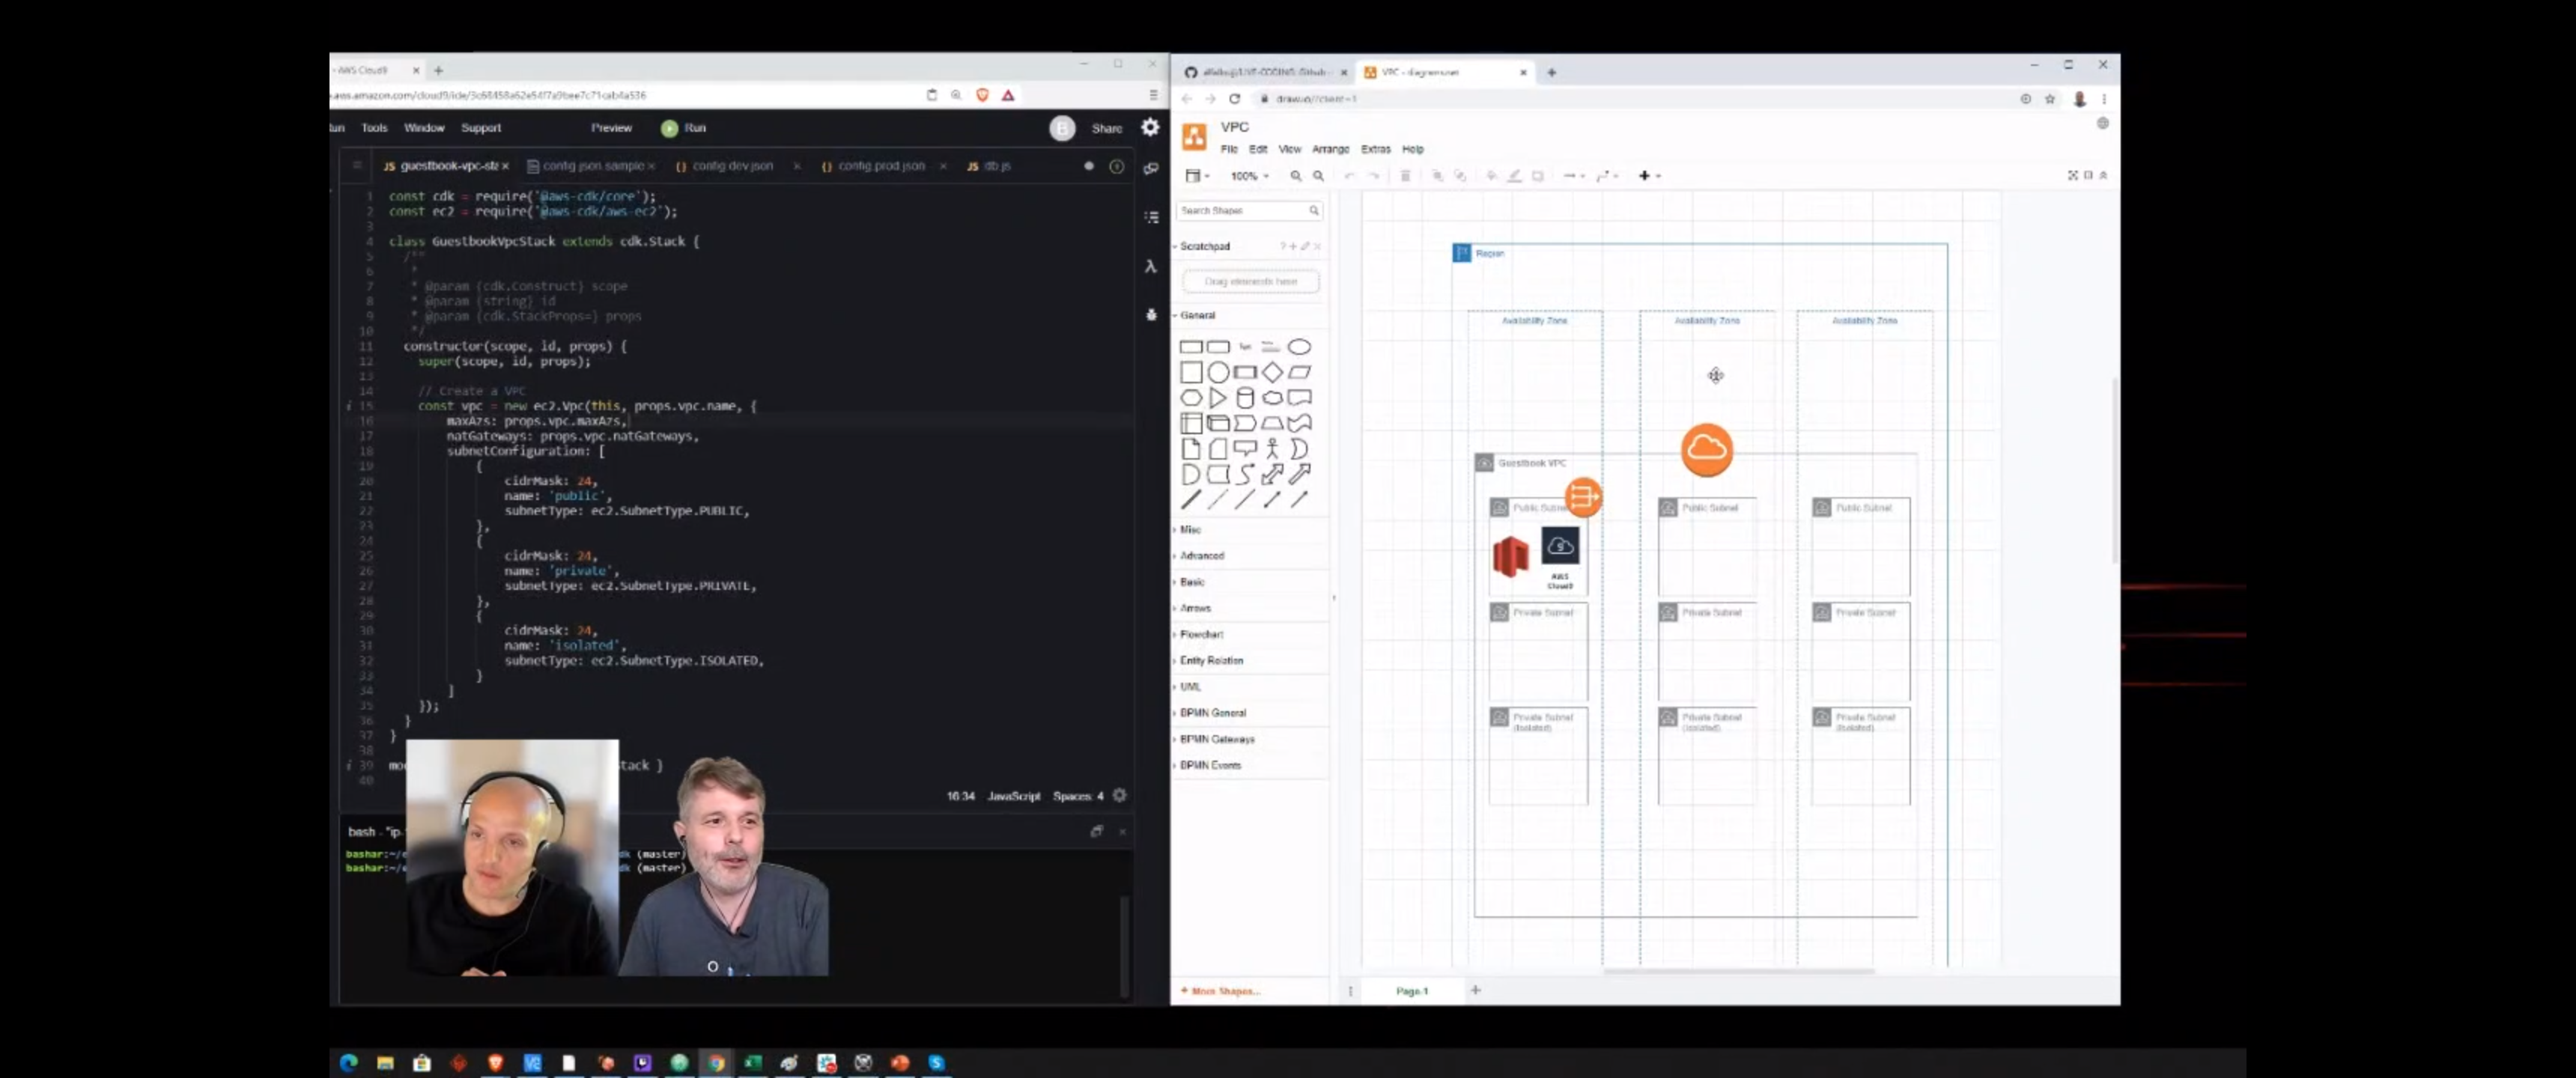 AWS Cloud9
.aws.amazon.com/cloud9/ide/3c68458a62e54f7a9bee7c71cab4a536
Run Tools Window Support Preview Run
B Share
JS guestbook-vpc-sta
config.json.sample
{} config.dev.json
{} config.prod.json
JS db.js
1 const cdk = require('@aws-cdk/core');
2 const ec2 = require('@aws-cdk/aws-ec2');
3
4 class GuestbookVpcStack extends cdk.Stack {
5 /**
6 *
7 * @param {cdk.Construct} scope
8 * @param {string} id
9 * @param {cdk.StackProps=} props
10 */
11 constructor(scope, id, props) {
12 super(scope, id, props);
13
14 // Create a VPC
15 const vpc = new ec2.Vpc(this, props.vpc.name, {
16 maxAzs: props.vpc.maxAzs,
17 natGateways: props.vpc.natGateways,
18 subnetConfiguration: [
19 {
20 cidrMask: 24,
21 name: 'public',
22 subnetType: ec2.SubnetType.PUBLIC,
23 },
24 {
25 cidrMask: 24,
26 name: 'private',
27 subnetType: ec2.SubnetType.PRIVATE,
28 },
29 {
30 cidrMask: 24,
31 name: 'isolated',
32 subnetType: ec2.SubnetType.ISOLATED,
33 }
34 ]
35 });
36 }
37 }
38
39 mo tack }
40
16:34 JavaScript Spaces: 4
bash - "ip-
bashar:~/e dk (master)
bashar:~/e dk (master)
VPC - diagrams.net
draw.io/?client=1
VPC
File Edit View Arrange Extras Help
100%
Search Shapes
Scratchpad
Drag elements here
General
Text
Misc
Advanced
Basic
Arrows
Flowchart
Entity Relation
UML
BPMN General
BPMN Gateways
BPMN Events
+ More Shapes...
Region
Availability Zone
Availability Zone
Availability Zone
Guestbook VPC
Public Subnet
Public Subnet
Public Subnet
AWS
Cloud9
Private Subnet
Private Subnet
Private Subnet
Private Subnet
(Isolated)
Private Subnet
(Isolated)
Private Subnet
(Isolated)
Page-1